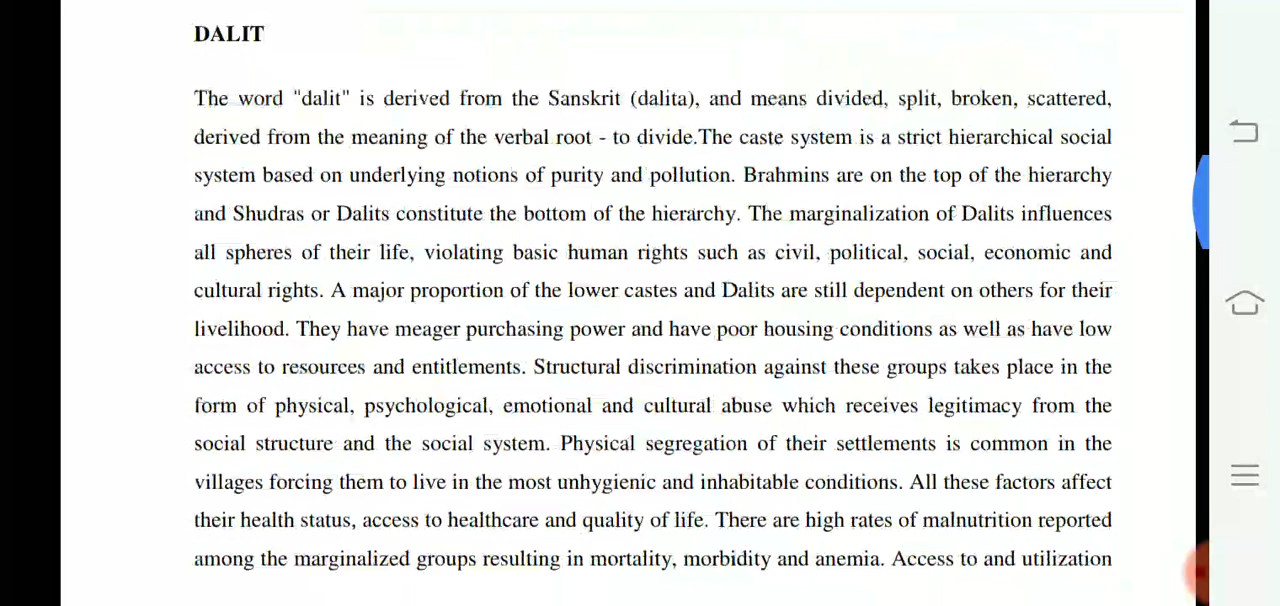 DALIT
The word "dalit" is derived from the Sanskrit (dalita), and means divided, split, broken, scattered,
derived from the meaning of the verbal root - to divide.The caste system is a strict hierarchical social
system based on underlying notions of purity and pollution. Brahmins are on the top of the hierarchy
and Shudras or Dalits constitute the bottom of the hierarchy. The marginalization of Dalits influences
all spheres of their life, violating basic human rights such as civil, political, social, economic and
cultural rights. A major proportion of the lower castes and Dalits are still dependent on others for their
livelihood. They have meager purchasing power and have poor housing conditions as well as have low
access to resources and entitlements. Structural discrimination against these groups takes place in the
form of physical, psychological, emotional and cultural abuse which receives legitimacy from the
social structure and the social system. Physical segregation of their settlements is common in the
villages forcing them to live in the most unhygienic and inhabitable conditions. All these factors affect
their health status, access to healthcare and quality of life. There are high rates of malnutrition reported
among the marginalized groups resulting in mortality, morbidity and anemia. Access to and utilization